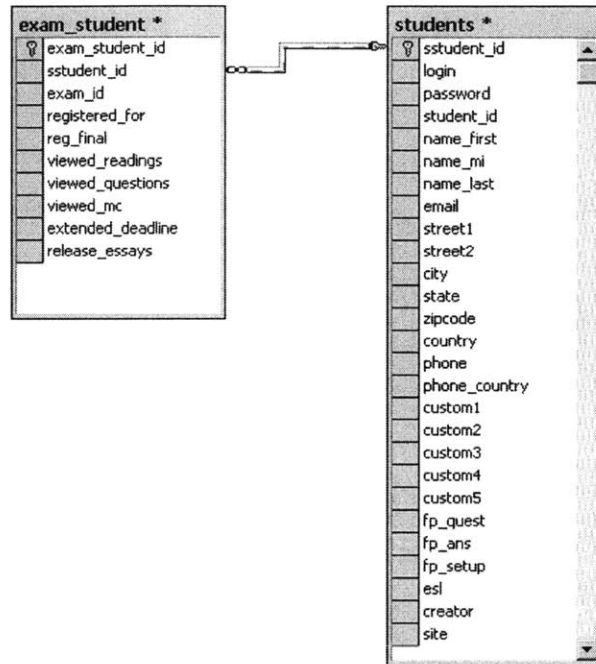 exam_student *
exam_student_id
sstudent_id
exam_id
registered_for
reg_final
viewed_readings
viewed_questions
viewed_mc
extended_deadline
release_essays
students *
sstudent_id
login
password
student_id
name_first
name_mi
name_last
email
street1
street2
city
state
zipcode
country
phone
phone_country
custom1
custom2
custom3
custom4
custom5
fp_quest
fp_ans
fp_setup
esl
creator
site